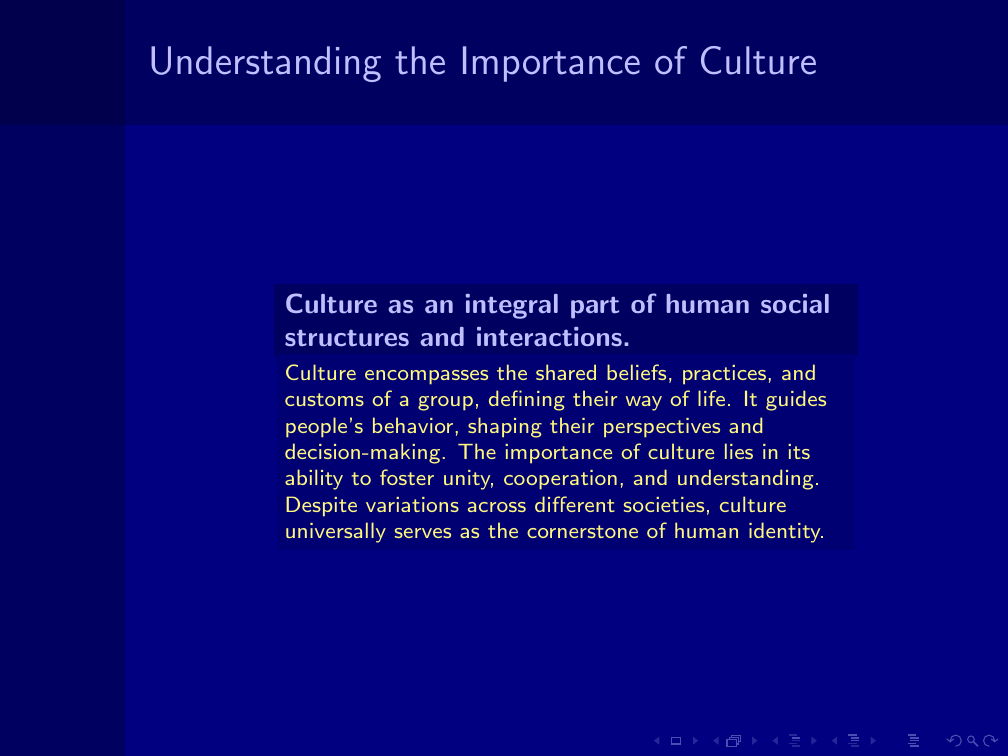 Understanding the Importance of Culture
Culture as an integral part of human social
structures and interactions.
Culture encompasses the shared beliefs, practices, and
customs of a group, defining their way of life. It guides
people's behavior, shaping their perspectives and
decision-making. The importance of culture lies in its
ability to foster unity, cooperation, and understanding.
Despite variations across different societies, culture
universally serves as the cornerstone of human identity.